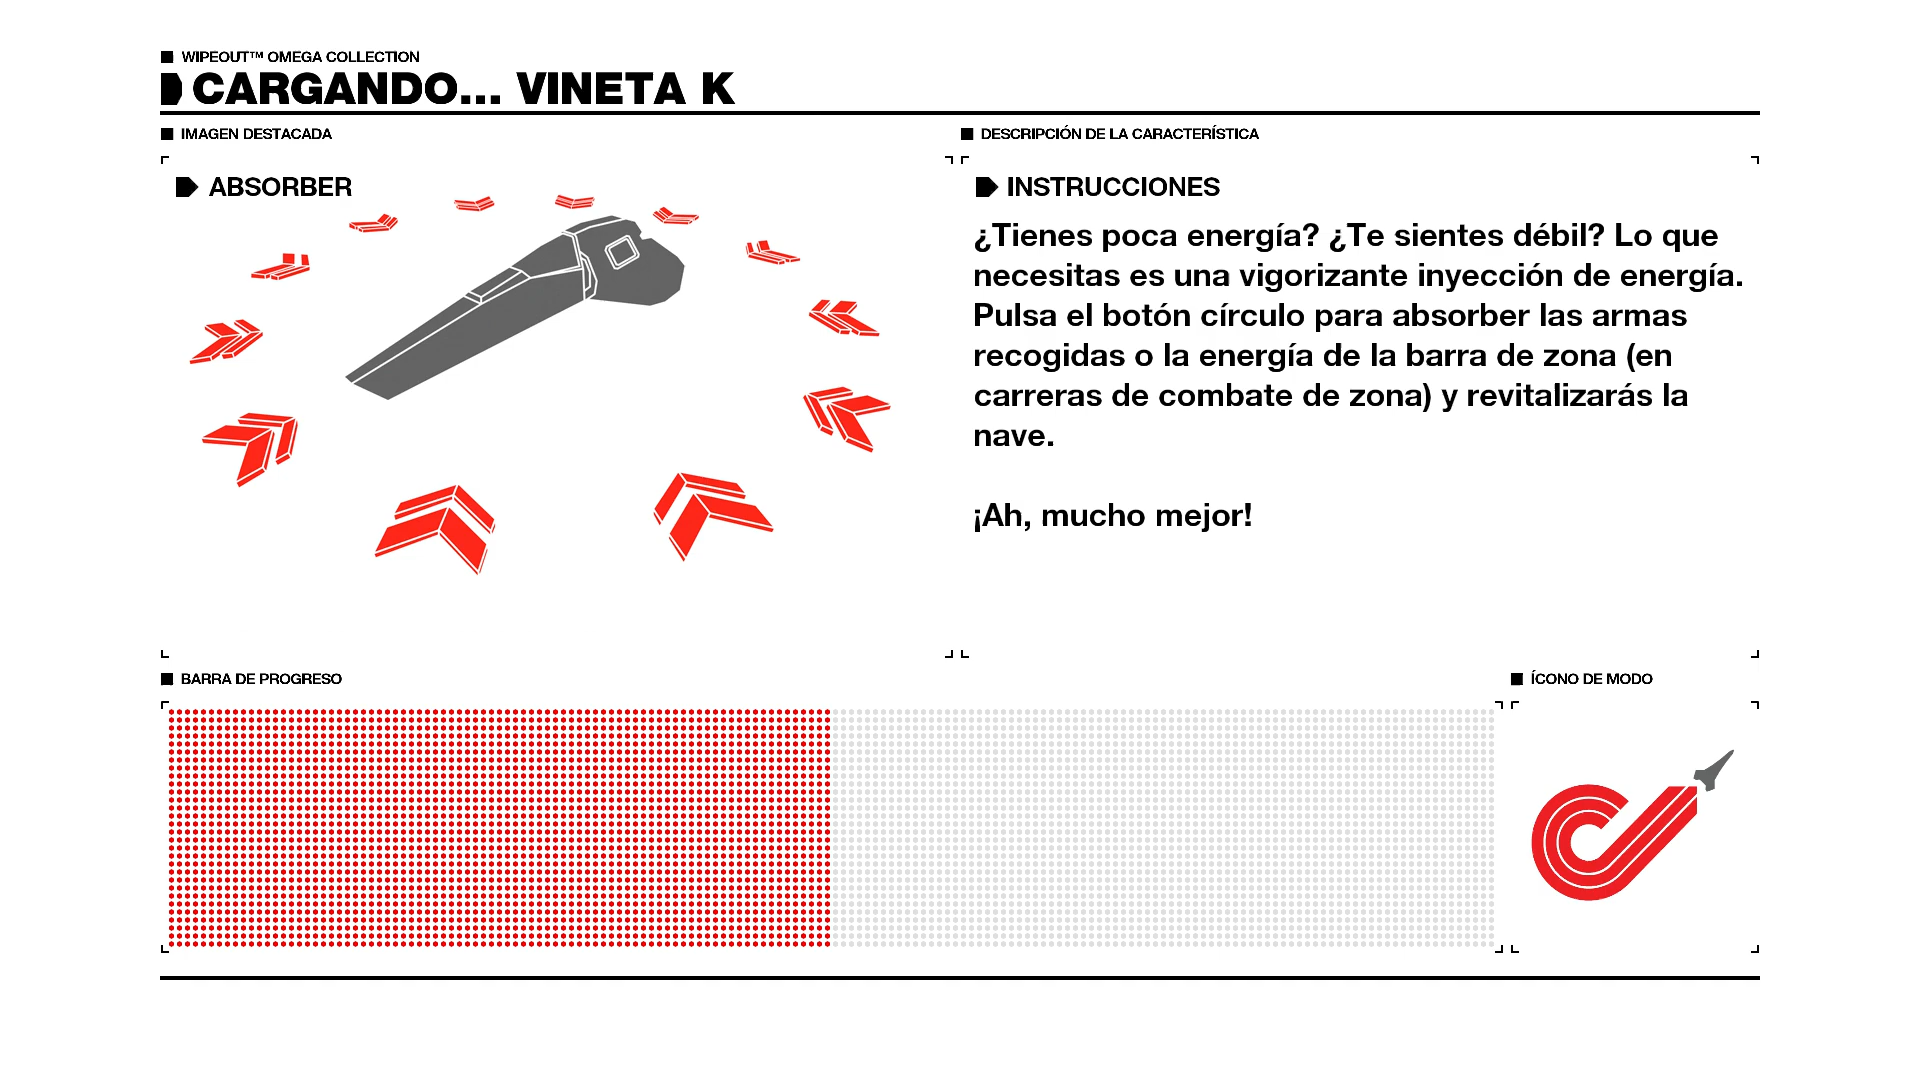 WIPEOUT™ OMEGA COLLECTION
CARGANDO... VINETA K
IMAGEN DESTACADA
ABSORBER
DESCRIPCIÓN DE LA CARACTERÍSTICA
INSTRUCCIONES
¿Tienes poca energía? ¿Te sientes débil? Lo que
necesitas es una vigorizante inyección de energía.
Pulsa el botón círculo para absorber las armas
recogidas o la energía de la barra de zona (en
carreras de combate de zona) y revitalizarás la
nave.
¡Ah, mucho mejor!
BARRA DE PROGRESO
ÍCONO DE MODO